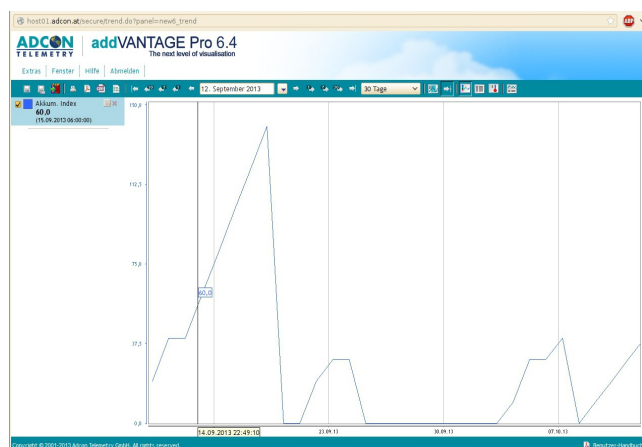 host01.adcon.at/secure/trend.do?panel=new6_trend
ABP
ADCON
TELEMETRY
addVANTAGE Pro 6.4
The next level of visualisation
Extras Fenster Hilfe Abmelden
12. September 2013
30 Tage
Akkum. Index
60,0
(15.09.2013 06:00:00)
150,0
112,5
75,0
37,5
0,0
60,0
14.09.2013 22:49:10
23.09.13
30.09.13
07.10.13
Copyright © 2001-2013 Adcon Telemetry GmbH. All rights reserved.
Benutzer-Handbuch